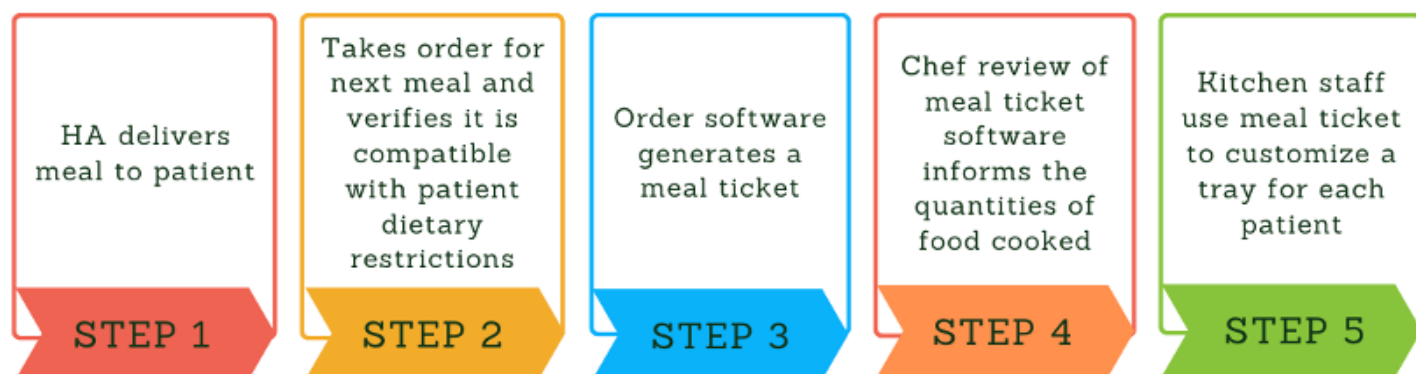 HA delivers
meal to patient
STEP 1
Takes order for
next meal and
verifies it is
compatible
with patient
dietary
restrictions
STEP 2
Order software
generates a
meal ticket
STEP 3
Chef review of
meal ticket
software
informs the
quantities of
food cooked
STEP 4
Kitchen staff
use meal ticket
to customize a
tray for each
patient
STEP 5